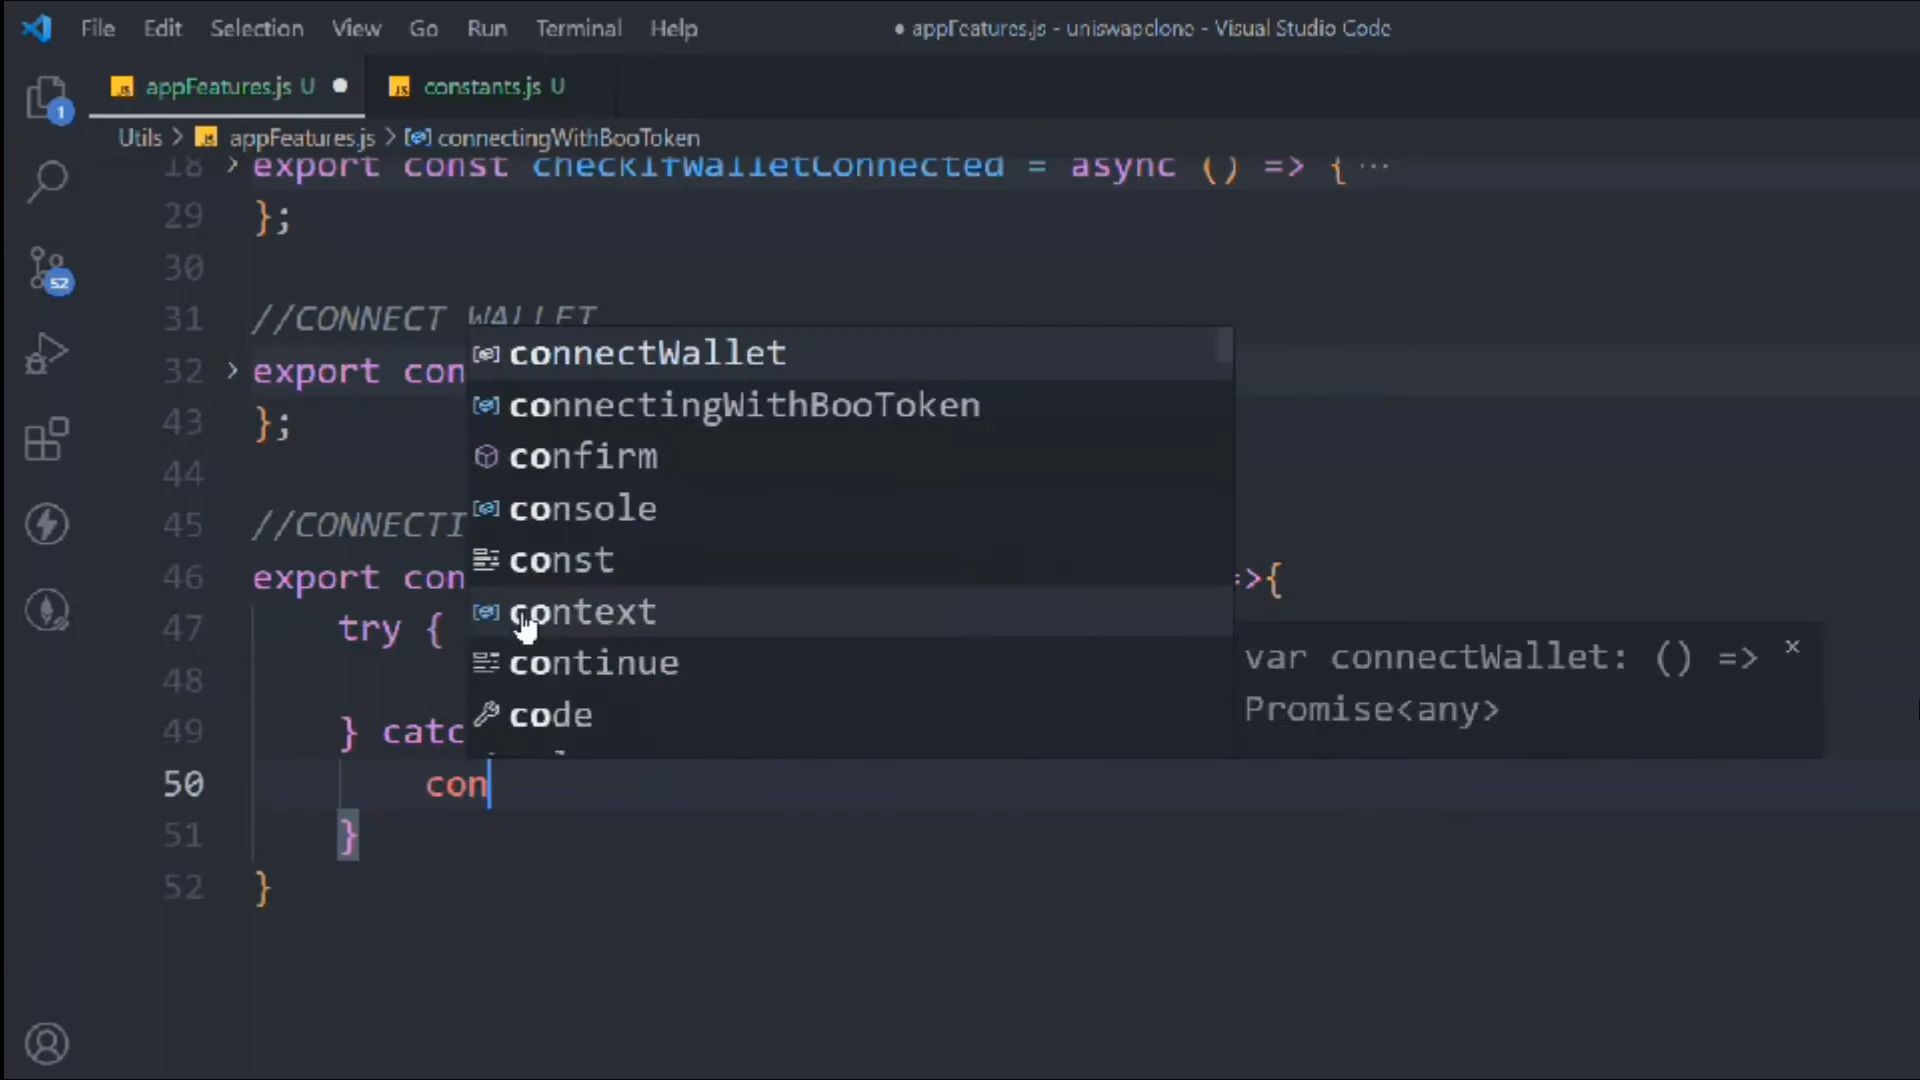 File Edit Selection View Go Run Terminal Help ● appFeatures.js - uniswapclone - Visual Studio Code
appFeatures.js U ● constants.js U
1
Utils > appFeatures.js > connectingWithBooToken
18 > export const checkIfWalletConnected = async () => { ···
29 };
30
52
31 //CONNECT WALLET
connectWallet
32 > export con
connectingWithBooToken
43 };
confirm
44
console
45 //CONNECTI
const
46 export con =>{
context
47 try {
continue
var connectWallet: () => ×
Promise<any>
48
code
49 } catc
50 con
51 }
52 }